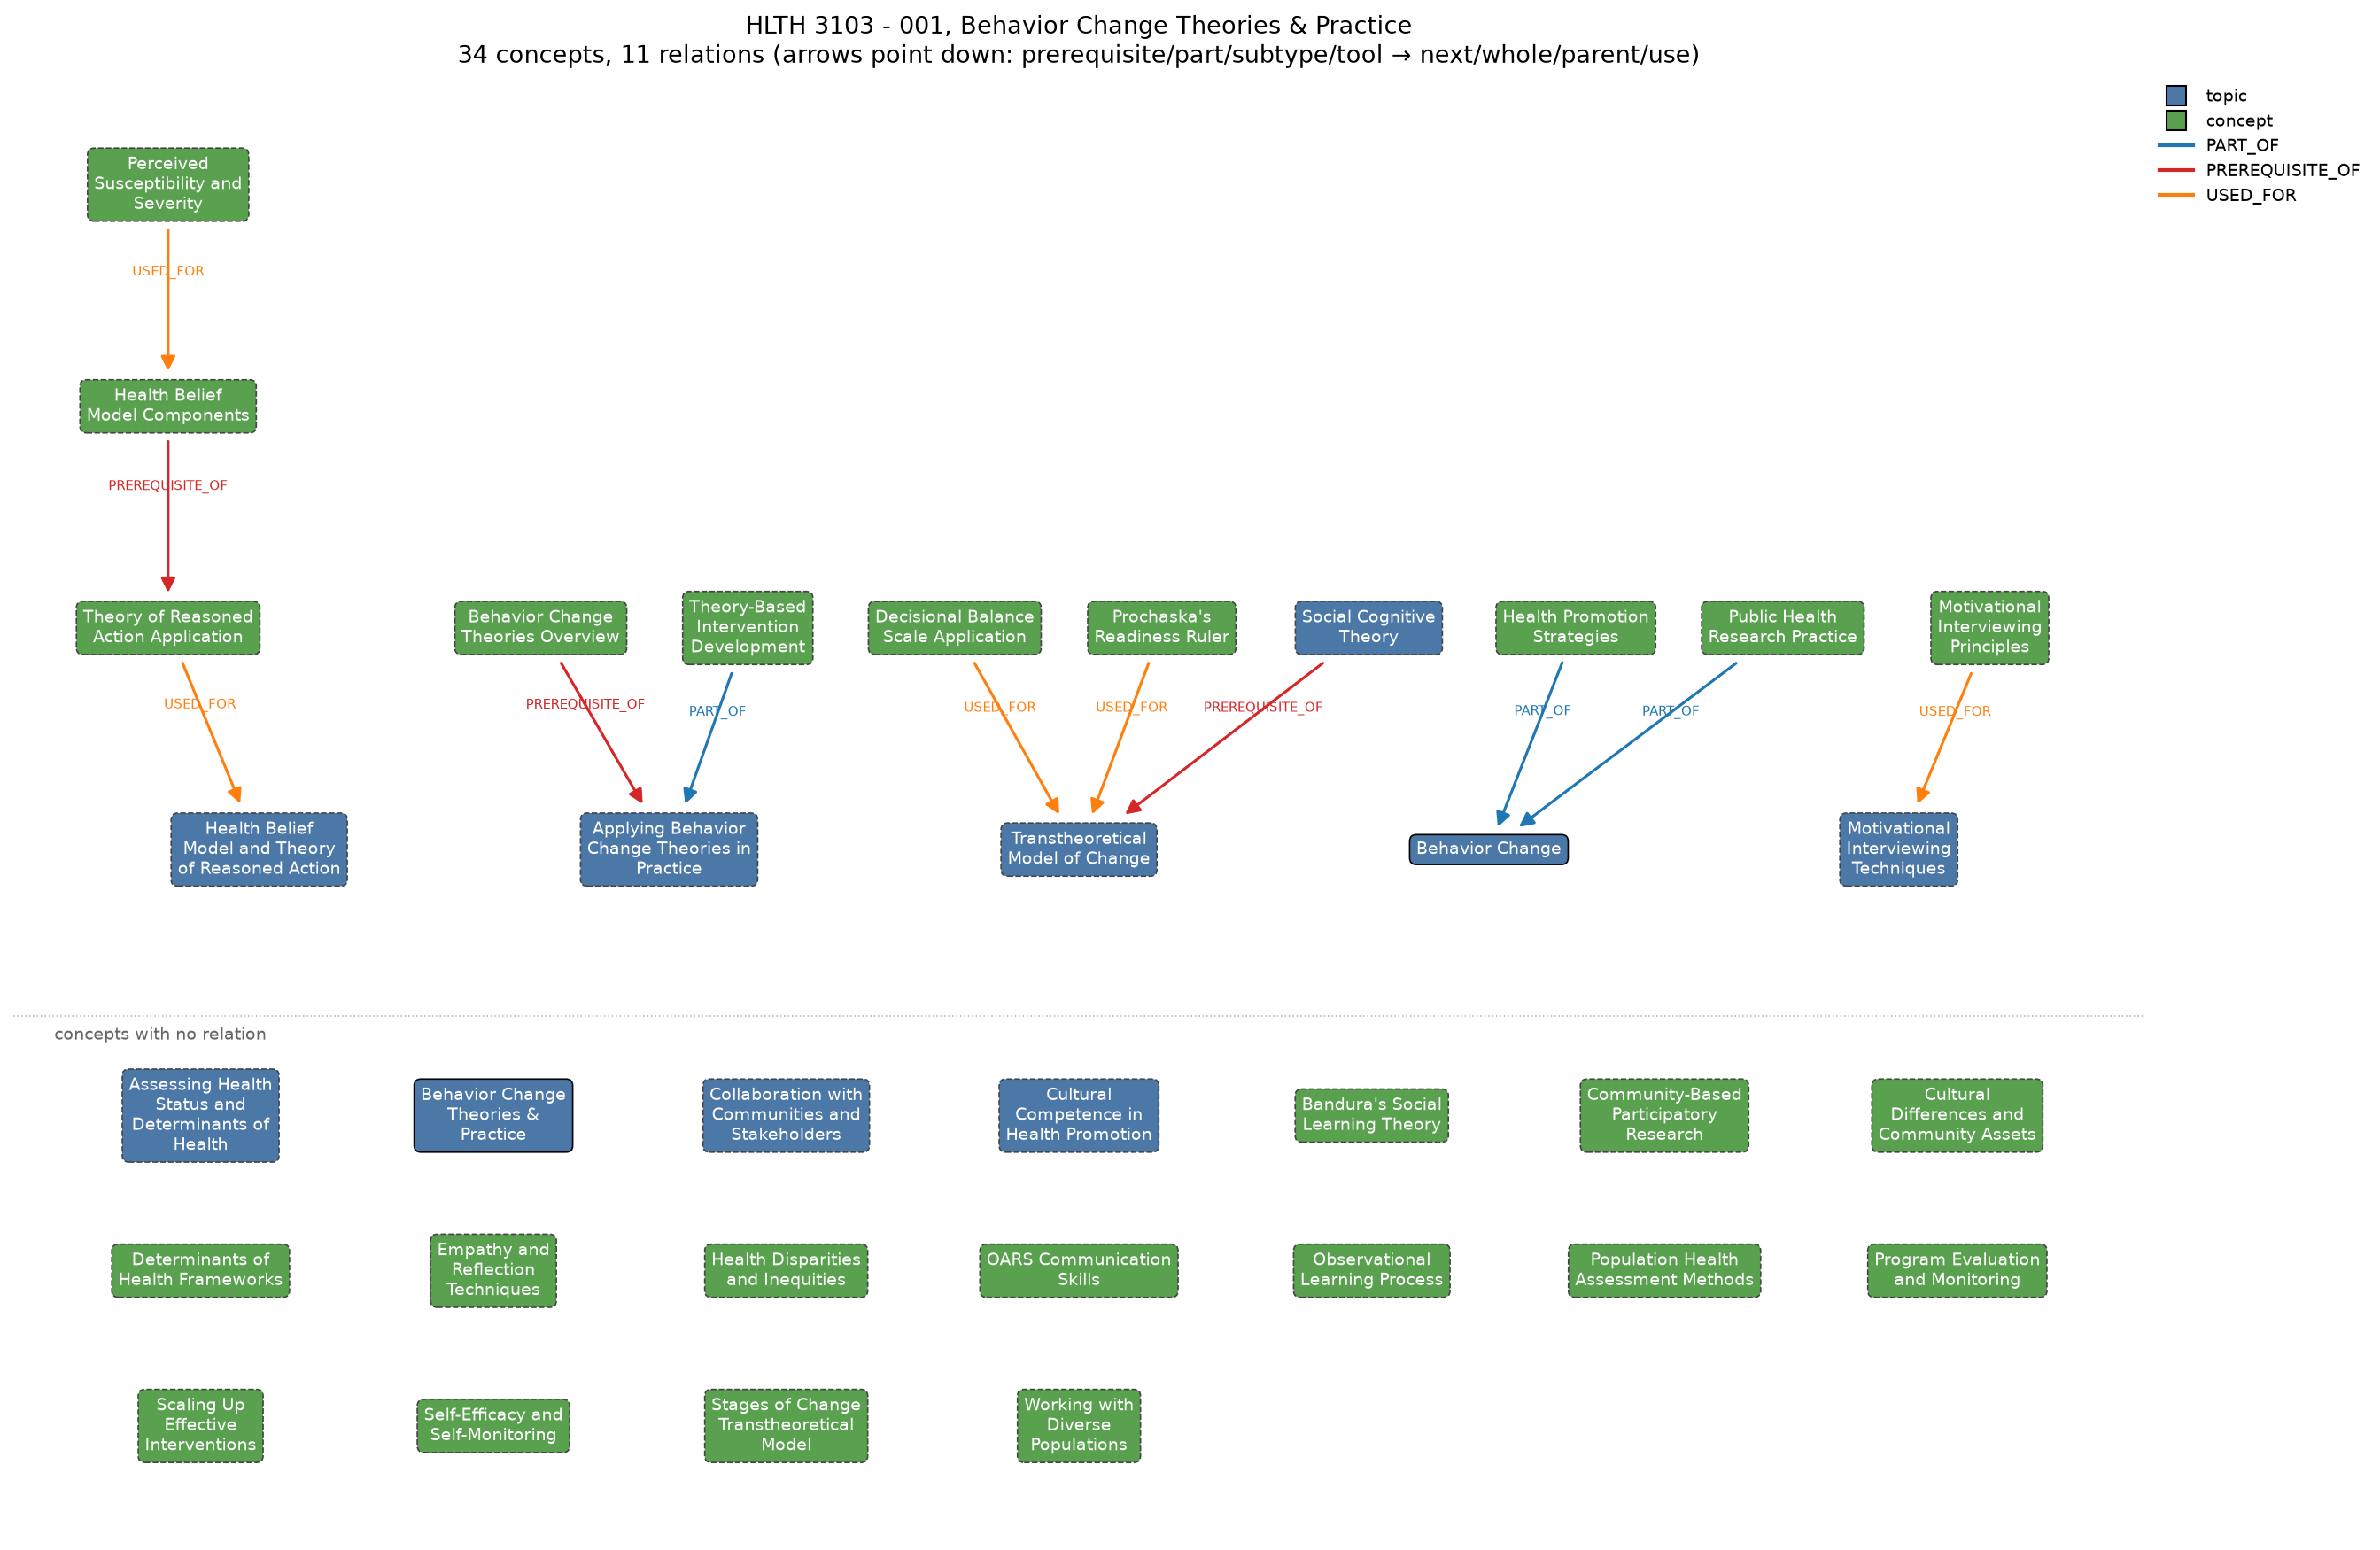 HLTH 3103 - 001, Behavior Change Theories & Practice
34 concepts, 11 relations (arrows point down: prerequisite/part/subtype/tool → next/whole/parent/use)
topic
concept
PART_OF
PREREQUISITE_OF
USED_FOR
Perceived
Susceptibility and
Severity
USED_FOR
Health Belief
Model Components
PREREQUISITE_OF
Theory of Reasoned
Action Application
Behavior Change
Theories Overview
Theory-Based
Intervention
Development
Decisional Balance
Scale Application
Prochaska's
Readiness Ruler
Social Cognitive
Theory
Health Promotion
Strategies
Public Health
Research Practice
Motivational
Interviewing
Principles
USED_FOR
PREREQUISITE_OF
PART_OF
USED_FOR
USED_FOR
PREREQUISITE_OF
PART_OF
PART_OF
USED_FOR
Health Belief
Model and Theory
of Reasoned Action
Applying Behavior
Change Theories in
Practice
Transtheoretical
Model of Change
Behavior Change
Motivational
Interviewing
Techniques
concepts with no relation
Assessing Health
Status and
Determinants of
Health
Behavior Change
Theories &
Practice
Collaboration with
Communities and
Stakeholders
Cultural
Competence in
Health Promotion
Bandura's Social
Learning Theory
Community-Based
Participatory
Research
Cultural
Differences and
Community Assets
Determinants of
Health Frameworks
Empathy and
Reflection
Techniques
Health Disparities
and Inequities
OARS Communication
Skills
Observational
Learning Process
Population Health
Assessment Methods
Program Evaluation
and Monitoring
Scaling Up
Effective
Interventions
Self-Efficacy and
Self-Monitoring
Stages of Change
Transtheoretical
Model
Working with
Diverse
Populations